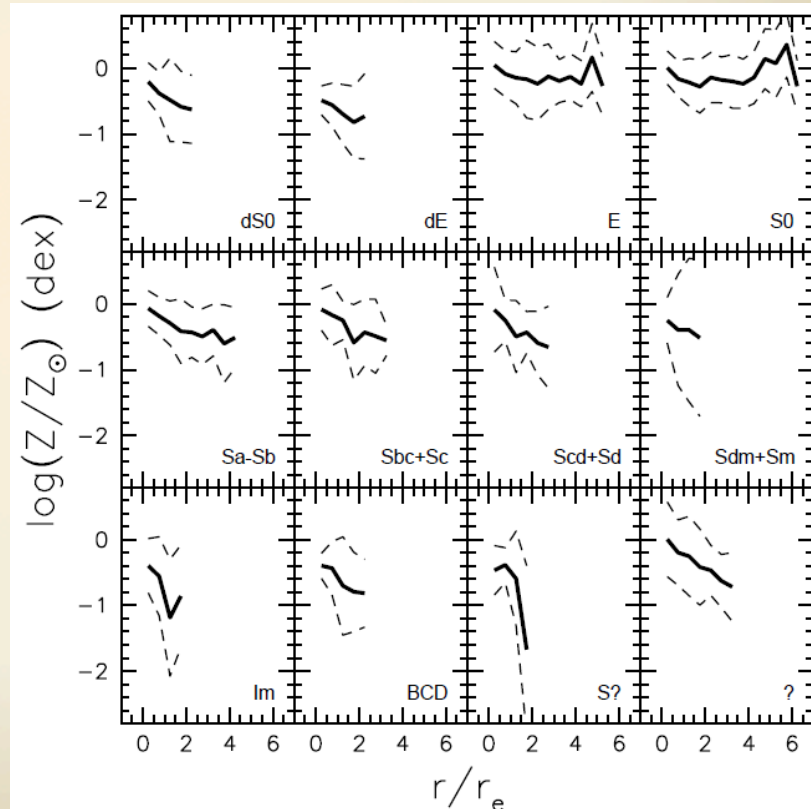 log(Z/Z⊙) (dex)
0
-1
-2
dS0
dE
E
S0
0
-1
-2
Sa-Sb
Sbc+Sc
Scd+Sd
Sdm+Sm
0
-1
-2
Im
BCD
S?
?
0 2 4 6 0 2 4 6 0 2 4 6 0 2 4 6
r/rₑ